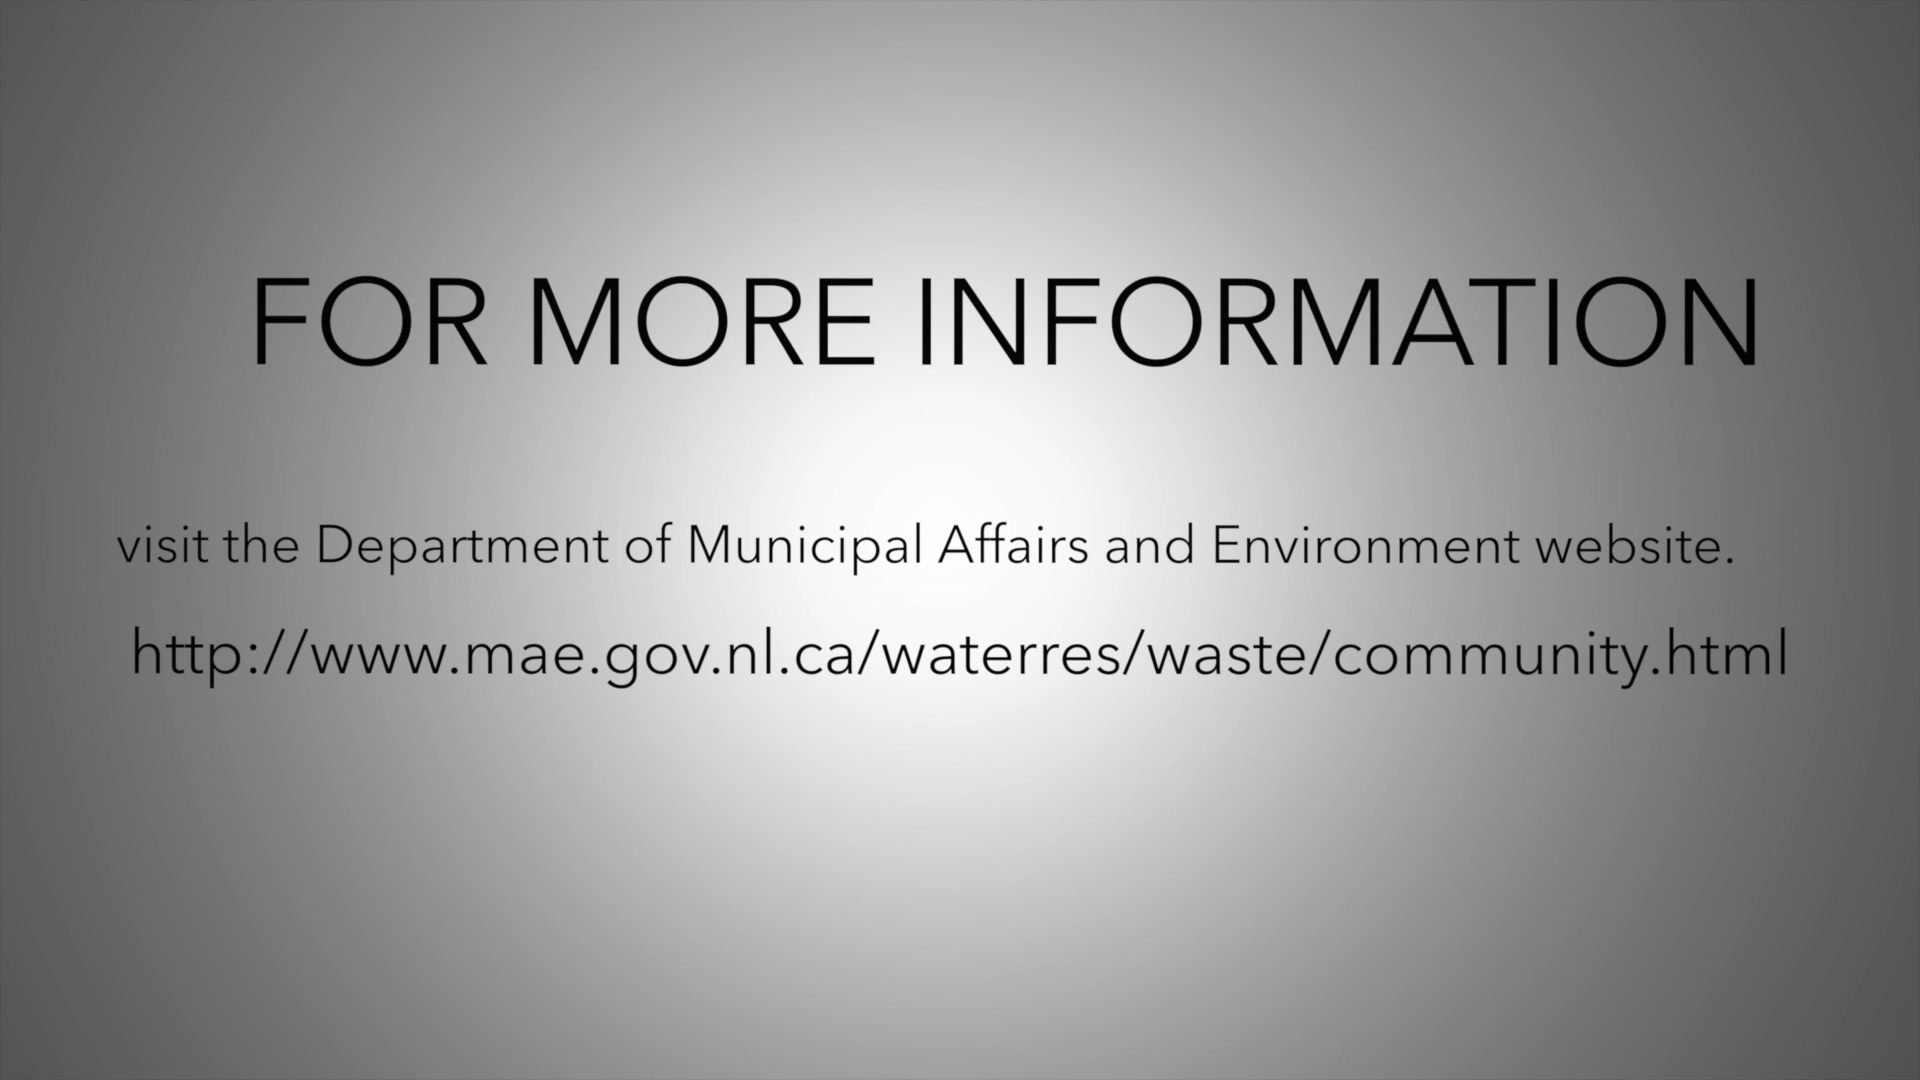 FOR MORE INFORMATION
visit the Department of Municipal Affairs and Environment website.
http://www.mae.gov.nl.ca/waterres/waste/community.html